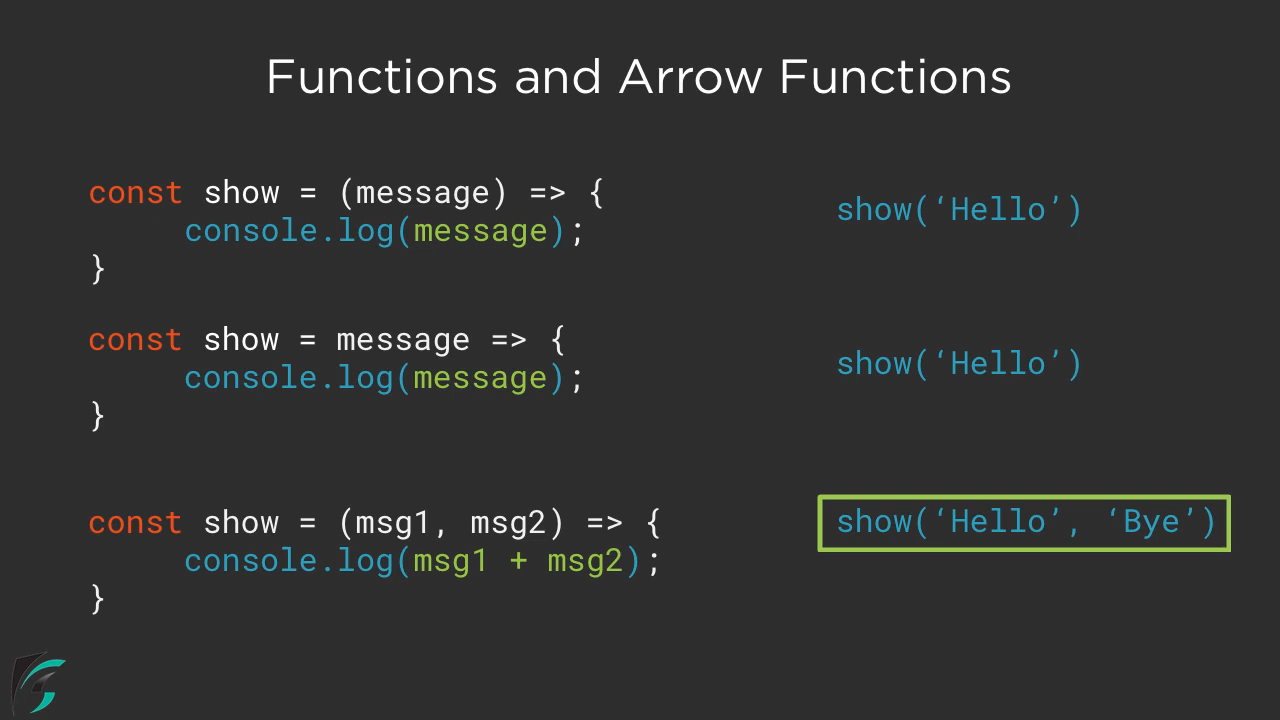 Functions and Arrow Functions
const show = (message) => {
console.log(message);
}
show(‘Hello’)
const show = message => {
console.log(message);
}
show(‘Hello’)
const show = (msg1, msg2) => {
console.log(msg1 + msg2);
}
show(‘Hello’, ‘Bye’)